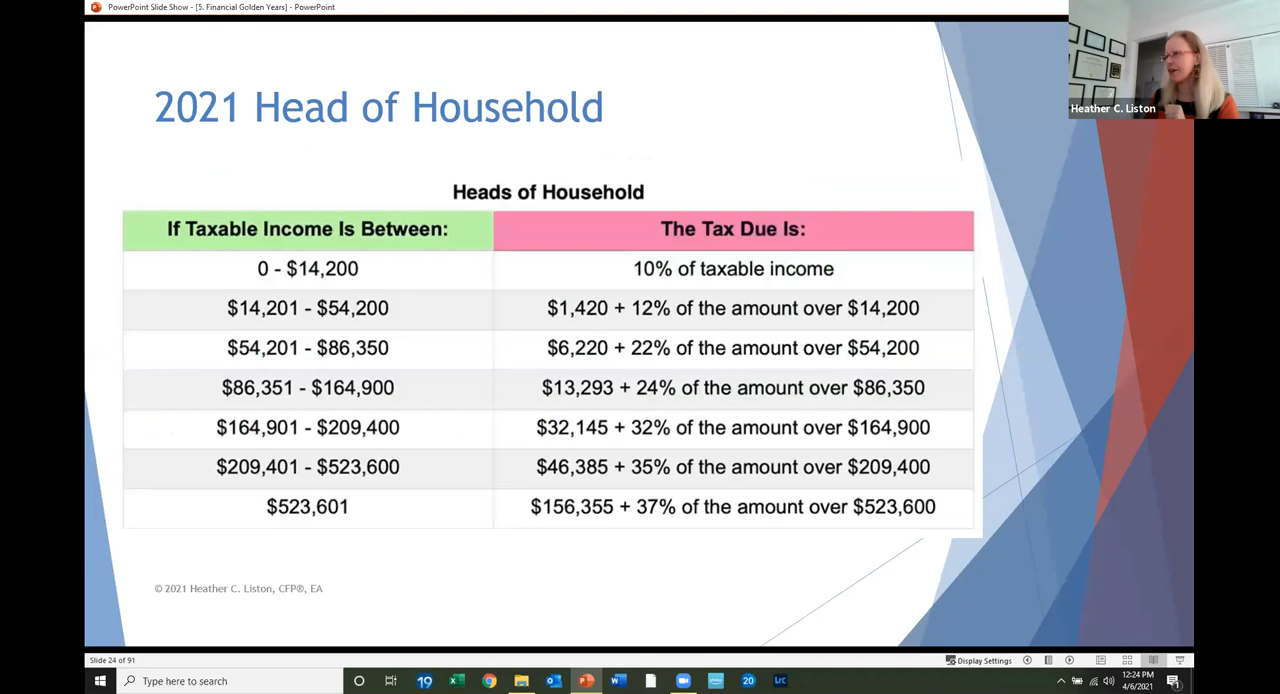 PowerPoint Slide Show - [5. Financial Golden Years] - PowerPoint
Heather C. Liston
2021 Head of Household
Heads of Household
If Taxable Income Is Between: The Tax Due Is:
0 - $14,200 10% of taxable income
$14,201 - $54,200 $1,420 + 12% of the amount over $14,200
$54,201 - $86,350 $6,220 + 22% of the amount over $54,200
$86,351 - $164,900 $13,293 + 24% of the amount over $86,350
$164,901 - $209,400 $32,145 + 32% of the amount over $164,900
$209,401 - $523,600 $46,385 + 35% of the amount over $209,400
$523,601 $156,355 + 37% of the amount over $523,600
© 2021 Heather C. Liston, CFP®, EA
Slide 24 of 91 Display Settings
Type here to search 19 20 Lrc 12:24 PM
4/6/2021